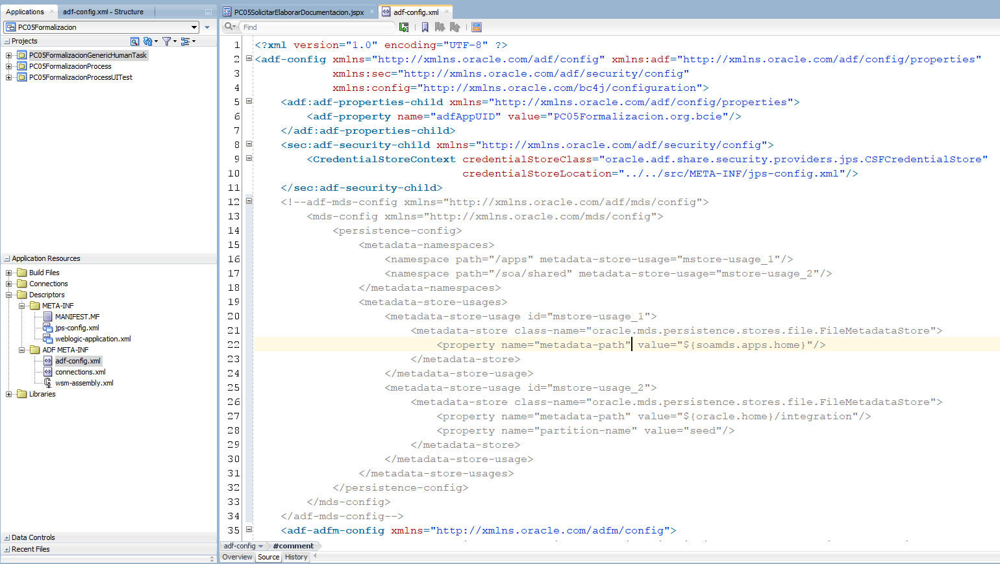 Applications
adf-config.xml - Structure
PC05Formalizacion
Projects
PC05FormalizacionGenericHumanTask
PC05FormalizacionProcess
PC05FormalizacionProcessUITest
Application Resources
Build Files
Connections
Descriptors
META-INF
MANIFEST.MF
jps-config.xml
weblogic-application.xml
ADF META-INF
adf-config.xml
connections.xml
wsm-assembly.xml
Libraries
Data Controls
Recent Files
PC05SolicitarElaborarDocumentacion.jspx
adf-config.xml
Find
1 <?xml version="1.0" encoding="UTF-8" ?>
2 <adf-config xmlns="http://xmlns.oracle.com/adf/config" xmlns:adf="http://xmlns.oracle.com/adf/config/properties"
3 xmlns:sec="http://xmlns.oracle.com/adf/security/config"
4 xmlns:config="http://xmlns.oracle.com/bc4j/configuration">
5 <adf:adf-properties-child xmlns="http://xmlns.oracle.com/adf/config/properties">
6 <adf-property name="adfAppUID" value="PC05Formalizacion.org.bcie"/>
7 </adf:adf-properties-child>
8 <sec:adf-security-child xmlns="http://xmlns.oracle.com/adf/security/config">
9 <CredentialStoreContext credentialStoreClass="oracle.adf.share.security.providers.jps.CSFCredentialStore"
10 credentialStoreLocation="../../src/META-INF/jps-config.xml"/>
11 </sec:adf-security-child>
12 <!--adf-mds-config xmlns="http://xmlns.oracle.com/adf/mds/config">
13 <mds-config xmlns="http://xmlns.oracle.com/mds/config">
14 <persistence-config>
15 <metadata-namespaces>
16 <namespace path="/apps" metadata-store-usage="mstore-usage_1"/>
17 <namespace path="/soa/shared" metadata-store-usage="mstore-usage_2"/>
18 </metadata-namespaces>
19 <metadata-store-usages>
20 <metadata-store-usage id="mstore-usage_1">
21 <metadata-store class-name="oracle.mds.persistence.stores.file.FileMetadataStore">
22 <property name="metadata-path" value="${soamds.apps.home}"/>
23 </metadata-store>
24 </metadata-store-usage>
25 <metadata-store-usage id="mstore-usage_2">
26 <metadata-store class-name="oracle.mds.persistence.stores.file.FileMetadataStore">
27 <property name="metadata-path" value="${oracle.home}/integration"/>
28 <property name="partition-name" value="seed"/>
29 </metadata-store>
30 </metadata-store-usage>
31 </metadata-store-usages>
32 </persistence-config>
33 </mds-config>
34 </adf-mds-config-->
35 <adf-adfm-config xmlns="http://xmlns.oracle.com/adfm/config">
adf-config #comment
Overview Source History